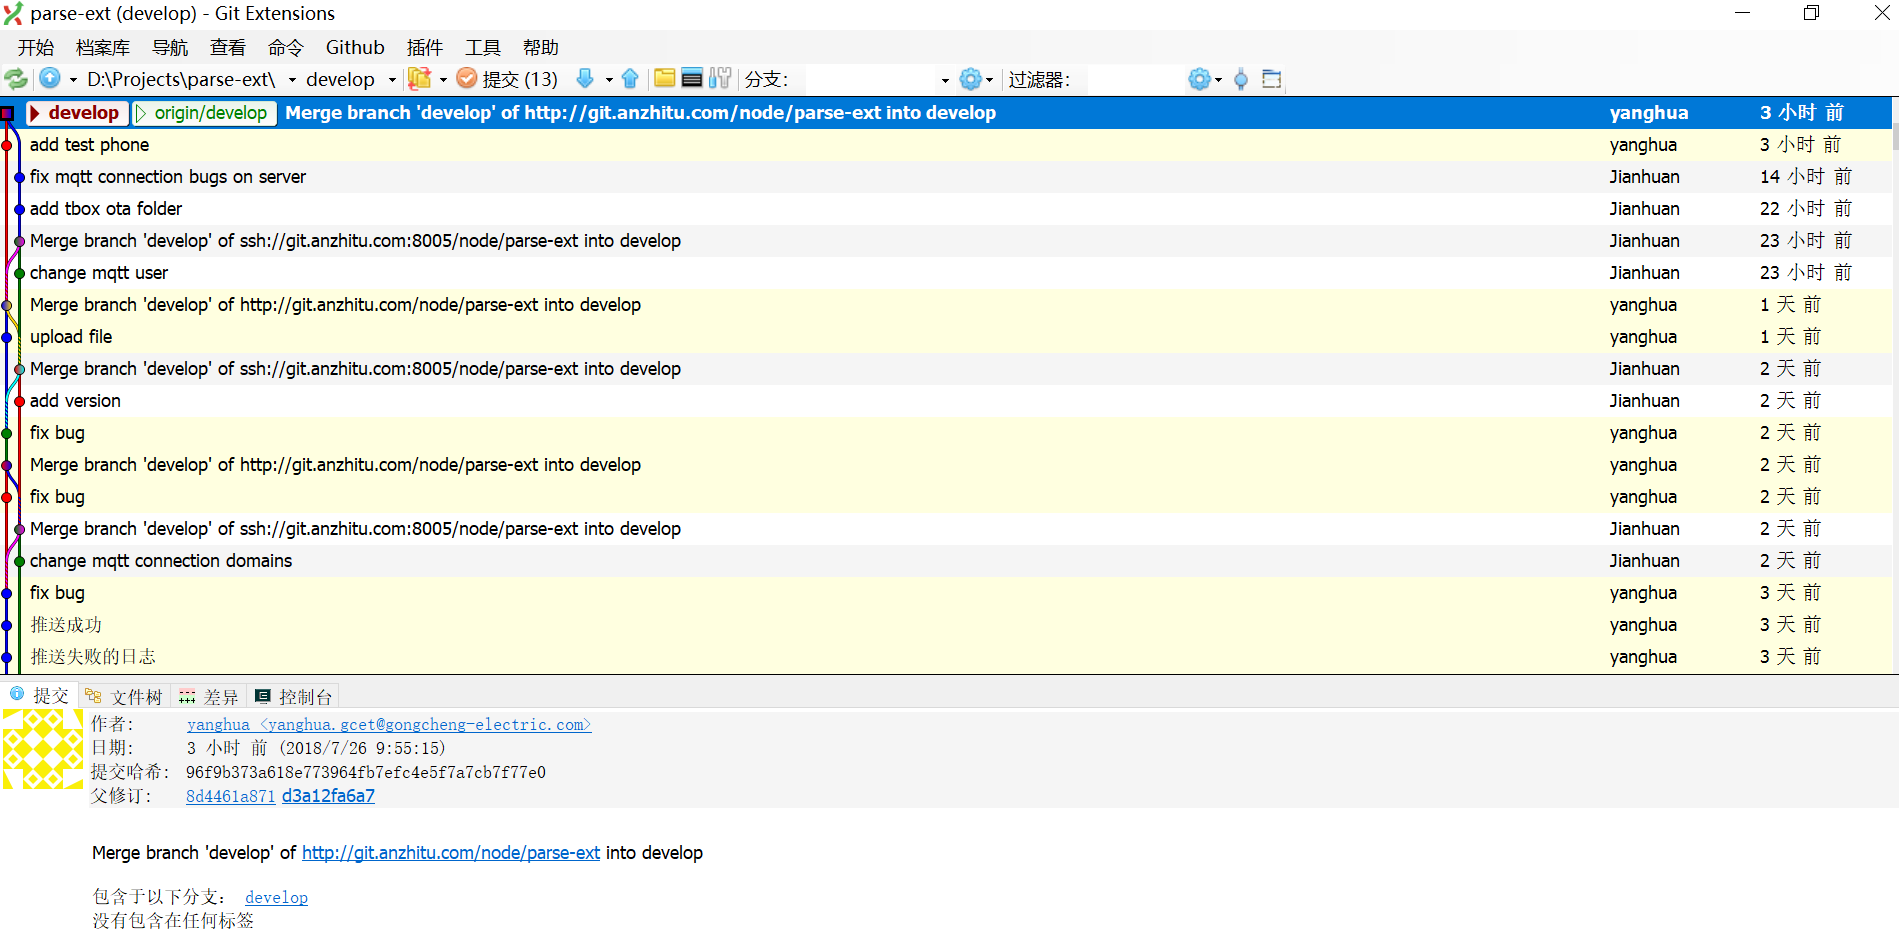 parse-ext (develop) - Git Extensions
开始 档案库 导航 查看 命令 Github 插件 工具 帮助
D:\Projects\parse-ext\ develop 提交 (13) 分支: 过滤器:
develop origin/develop Merge branch 'develop' of http://git.anzhitu.com/node/parse-ext into develop yanghua 3 小时 前
add test phone yanghua 3 小时 前
fix mqtt connection bugs on server Jianhuan 14 小时 前
add tbox ota folder Jianhuan 22 小时 前
Merge branch 'develop' of ssh://git.anzhitu.com:8005/node/parse-ext into develop Jianhuan 23 小时 前
change mqtt user Jianhuan 23 小时 前
Merge branch 'develop' of http://git.anzhitu.com/node/parse-ext into develop yanghua 1 天 前
upload file yanghua 1 天 前
Merge branch 'develop' of ssh://git.anzhitu.com:8005/node/parse-ext into develop Jianhuan 2 天 前
add version Jianhuan 2 天 前
fix bug yanghua 2 天 前
Merge branch 'develop' of http://git.anzhitu.com/node/parse-ext into develop yanghua 2 天 前
fix bug yanghua 2 天 前
Merge branch 'develop' of ssh://git.anzhitu.com:8005/node/parse-ext into develop Jianhuan 2 天 前
change mqtt connection domains Jianhuan 2 天 前
fix bug yanghua 3 天 前
推送成功 yanghua 3 天 前
推送失败的日志 yanghua 3 天 前
提交 文件树 差异 控制台
作者: yanghua <yanghua.gcet@gongcheng-electric.com>
日期: 3 小时 前 (2018/7/26 9:55:15)
提交哈希: 96f9b373a618e773964fb7efc4e5f7a7cb7f77e0
父修订: 8d4461a871 d3a12fa6a7
Merge branch 'develop' of http://git.anzhitu.com/node/parse-ext into develop
包含于以下分支: develop
没有包含在任何标签